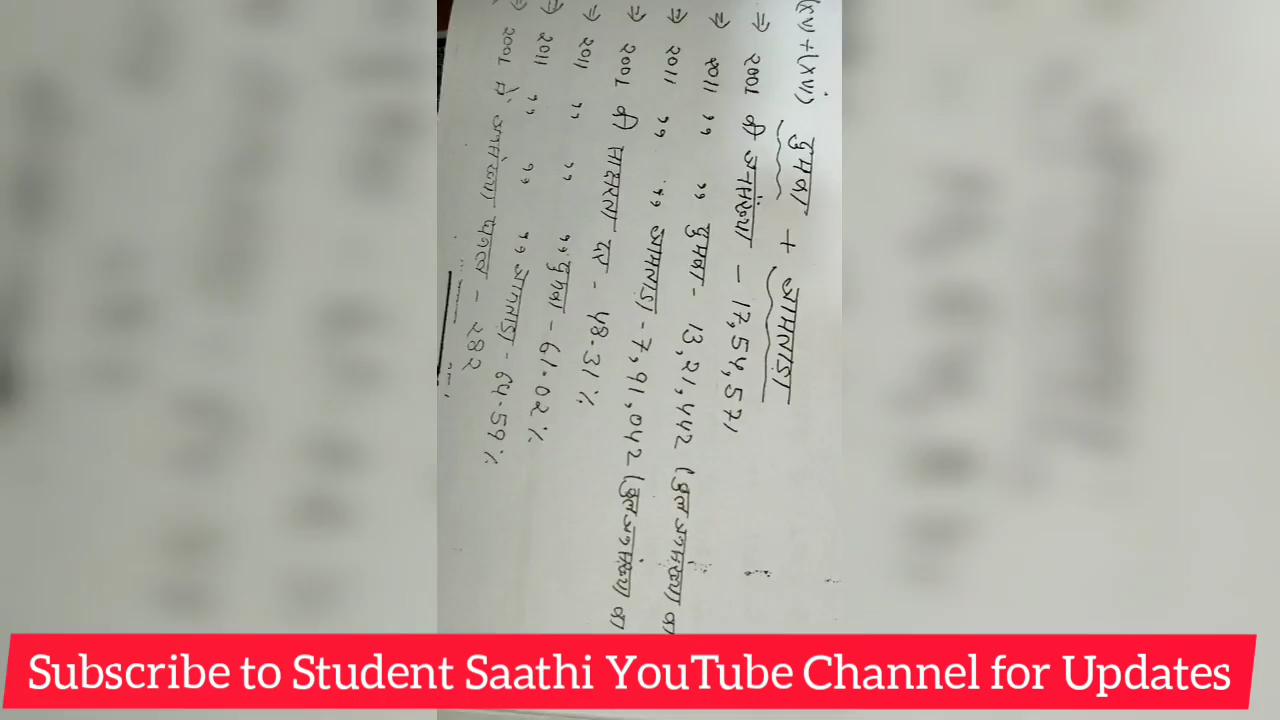 (xv)+(xvi) दुमका + जामताड़ा
⇒ 2001 की जनसंख्या - 17,54,571
⇒ 2011 ,, ,, दुमका - 13,21,442 (कुल जनसंख्या का
⇒ 2011 ,, ,, जामताड़ा - 7,91,042 (कुल जनसंख्या का
⇒ 2001 की साक्षरता दर - 48.31%
⇒ 2011 ,, ,, ,, दुमका - 61.02%
⇒ 2011 ,, ,, ,, जामताड़ा - 64.59%
⇒ 2001 में जनसंख्या घनत्व - 282
Subscribe to Student Saathi YouTube Channel for Updates